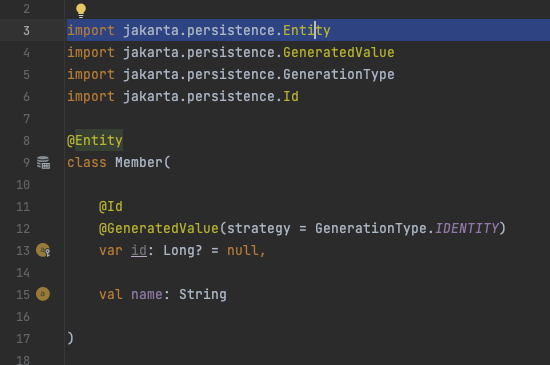 2
3 import jakarta.persistence.Entity
4 import jakarta.persistence.GeneratedValue
5 import jakarta.persistence.GenerationType
6 import jakarta.persistence.Id
7
8 @Entity
9 class Member(
10
11 @Id
12 @GeneratedValue(strategy = GenerationType.IDENTITY)
13 var id: Long? = null,
14
15 val name: String
16
17 )
18